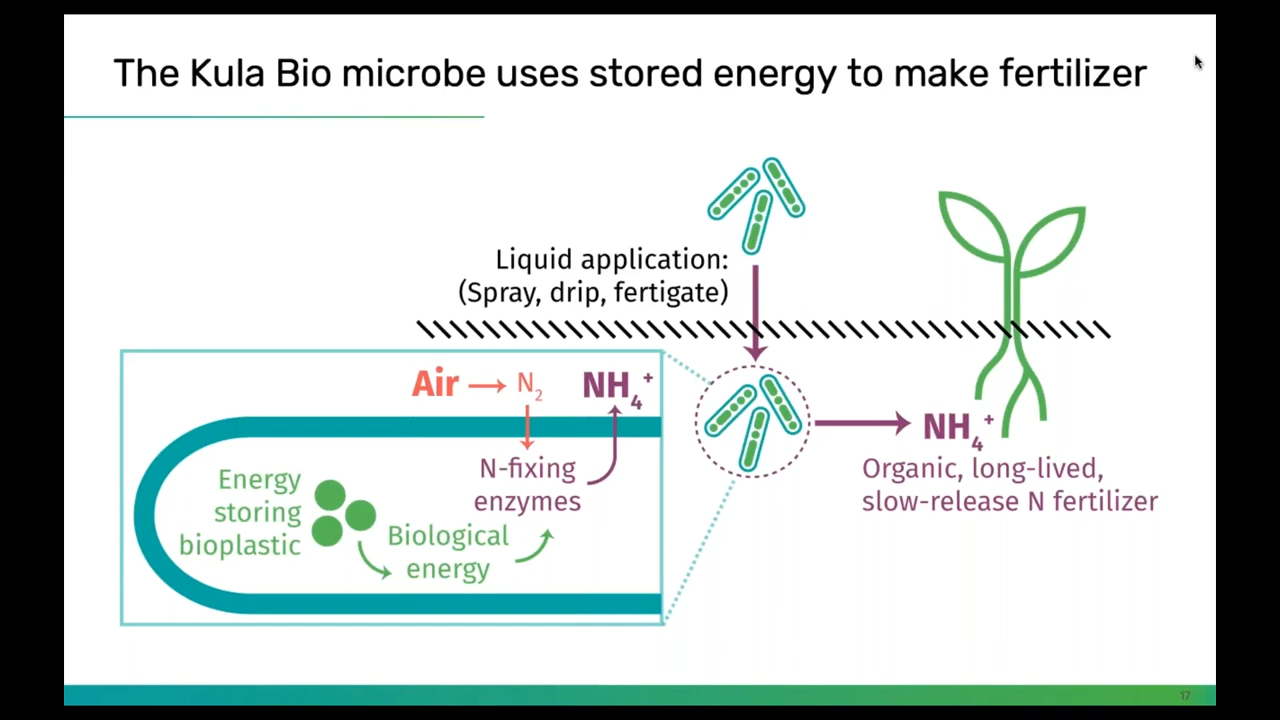 The Kula Bio microbe uses stored energy to make fertilizer
Liquid application:
(Spray, drip, fertigate)
Air → N₂
NH₄⁺
N-fixing
enzymes
Energy
storing
bioplastic
Biological
energy
NH₄⁺
Organic, long-lived,
slow-release N fertilizer
17